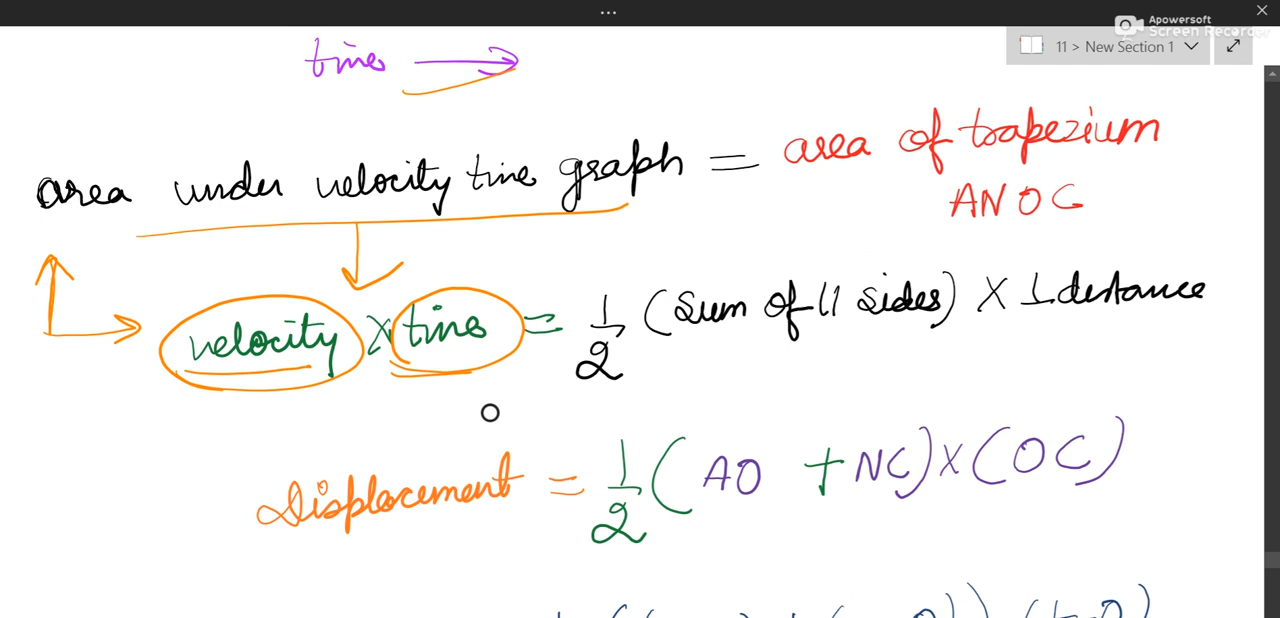 Apowersoft
Screen Recorder
11 > New Section 1
time →
area under velocity time graph = area of trapezium
ANOC
velocity × time = 1/2 (Sum of || sides) × ⊥ distance
Displacement = 1/2 (AO + NC) × (OC)